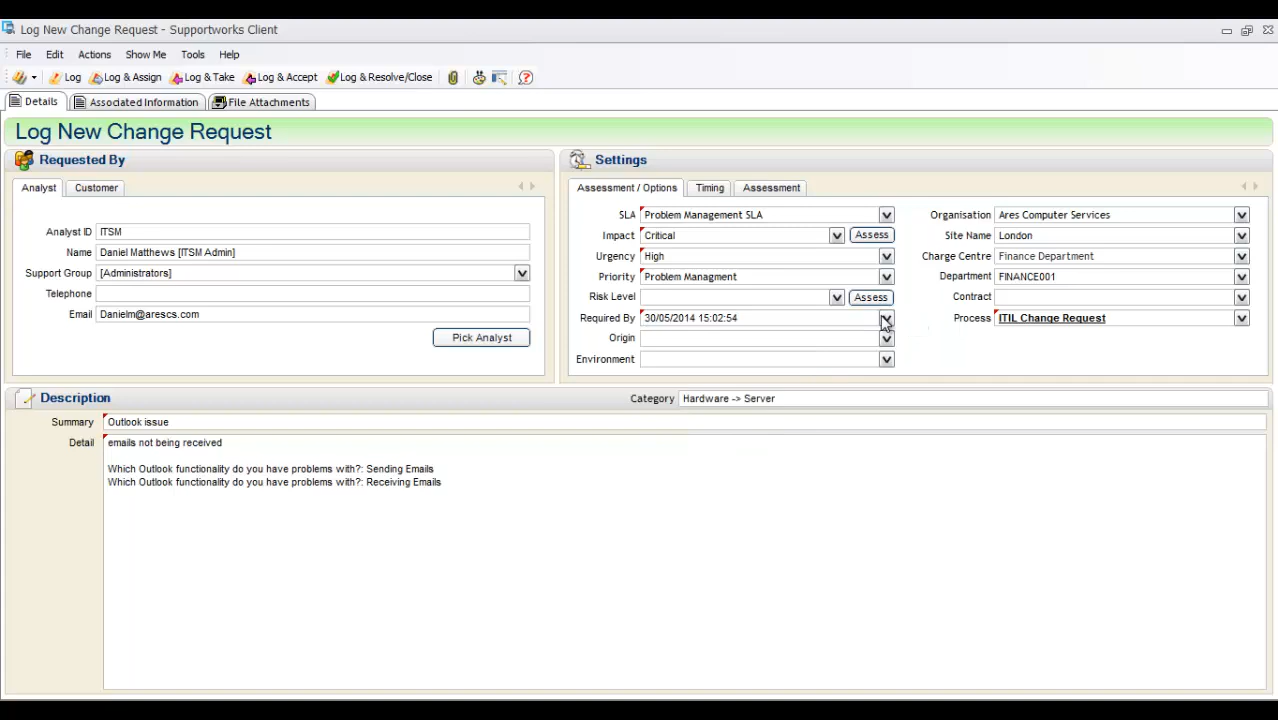 Log New Change Request - Supportworks Client
File Edit Actions Show Me Tools Help
Log Log & Assign Log & Take Log & Accept Log & Resolve/Close
Details Associated Information File Attachments
Log New Change Request
Requested By
Analyst Customer
Analyst ID ITSM
Name Daniel Matthews [ITSM Admin]
Support Group [Administrators]
Telephone
Email Danielm@arescs.com
Pick Analyst
Settings
Assessment / Options Timing Assessment
SLA Problem Management SLA
Impact Critical Assess
Urgency High
Priority Problem Managment
Risk Level Assess
Required By 30/05/2014 15:02:54
Origin
Environment
Organisation Ares Computer Services
Site Name London
Charge Centre Finance Department
Department FINANCE001
Contract
Process ITIL Change Request
Description
Category Hardware -> Server
Summary Outlook issue
Detail emails not being received
Which Outlook functionality do you have problems with?: Sending Emails
Which Outlook functionality do you have problems with?: Receiving Emails